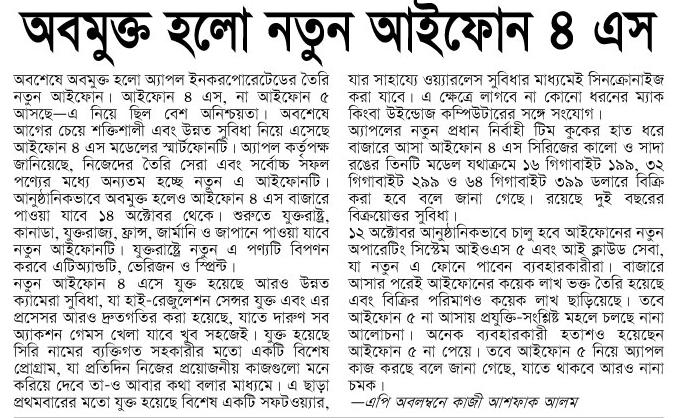 অবমুক্ত হলো নতুন আইফোন ৪ এস
অবশেষে অবমুক্ত হলো অ্যাপল ইনকরপোরেটেডের তৈরি
নতুন আইফোন। আইফোন ৪ এস, না আইফোন ৫
আসছে—এ নিয়ে ছিল বেশ অনিশ্চয়তা। অবশেষে
আগের চেয়ে শক্তিশালী এবং উন্নত সুবিধা নিয়ে এসেছে
আইফোন ৪ এস মডেলের স্মার্টফোনটি। অ্যাপল কর্তৃপক্ষ
জানিয়েছে, নিজেদের তৈরি সেরা এবং সর্বোচ্চ সফল
পণ্যের মধ্যে অন্যতম হচ্ছে নতুন এ আইফোনটি।
আনুষ্ঠানিকভাবে অবমুক্ত হলেও আইফোন ৪ এস বাজারে
পাওয়া যাবে ১৪ অক্টোবর থেকে। শুরুতে যুক্তরাষ্ট্র,
কানাডা, যুক্তরাজ্য, ফ্রান্স, জার্মানি ও জাপানে পাওয়া যাবে
নতুন আইফোনটি। যুক্তরাষ্ট্রে নতুন এ পণ্যটি বিপণন
করবে এটিঅ্যান্ডটি, ভেরিজন ও স্প্রিন্ট।
নতুন আইফোন ৪ এসে যুক্ত হয়েছে আরও উন্নত
ক্যামেরা সুবিধা, যা হাই-রেজুলেশন সেন্সর যুক্ত এবং এর
প্রসেসর আরও দ্রুতগতির করা হয়েছে, যাতে দারুণ সব
অ্যাকশন গেমস খেলা যাবে খুব সহজেই। যুক্ত হয়েছে
সিরি নামের ব্যক্তিগত সহকারীর মতো একটি বিশেষ
প্রোগ্রাম, যা প্রতিদিন নিজের প্রয়োজনীয় কাজগুলো মনে
করিয়ে দেবে তা-ও আবার কথা বলার মাধ্যমে। এ ছাড়া
প্রথমবারের মতো যুক্ত হয়েছে বিশেষ একটি সফটওয়্যার,
যার সাহায্যে ওয়্যারলেস সুবিধার মাধ্যমেই সিনক্রোনাইজ
করা যাবে। এ ক্ষেত্রে লাগবে না কোনো ধরনের ম্যাক
কিংবা উইন্ডোজ কম্পিউটারের সঙ্গে সংযোগ।
অ্যাপলের নতুন প্রধান নির্বাহী টিম কুকের হাত ধরে
বাজারে আসা আইফোন ৪ এস সিরিজের কালো ও সাদা
রঙের তিনটি মডেল যথাক্রমে ১৬ গিগাবাইট ১৯৯, ৩২
গিগাবাইট ২৯৯ ও ৬৪ গিগাবাইট ৩৯৯ ডলারে বিক্রি
করা হবে বলে জানা গেছে। রয়েছে দুই বছরের
বিক্রয়োত্তর সুবিধা।
১২ অক্টোবর আনুষ্ঠানিকভাবে চালু হবে আইফোনের নতুন
অপারেটিং সিস্টেম আইওএস ৫ এবং আই ক্লাউড সেবা,
যা নতুন এ ফোনে পাবেন ব্যবহারকারীরা। বাজারে
আসার পরেই আইফোনের কয়েক লাখ ভক্ত তৈরি হয়েছে
এবং বিক্রির পরিমাণও কয়েক লাখ ছাড়িয়েছে। তবে
আইফোন ৫ না আসায় প্রযুক্তি-সংশ্লিষ্ট মহলে চলছে নানা
আলোচনা। অনেক ব্যবহারকারী হতাশও হয়েছেন
আইফোন ৫ না পেয়ে। তবে আইফোন ৫ নিয়ে অ্যাপল
কাজ করছে বলে জানা গেছে, যাতে থাকবে আরও নানা
চমক।
—এপি অবলম্বনে কাজী আশফাক আলম